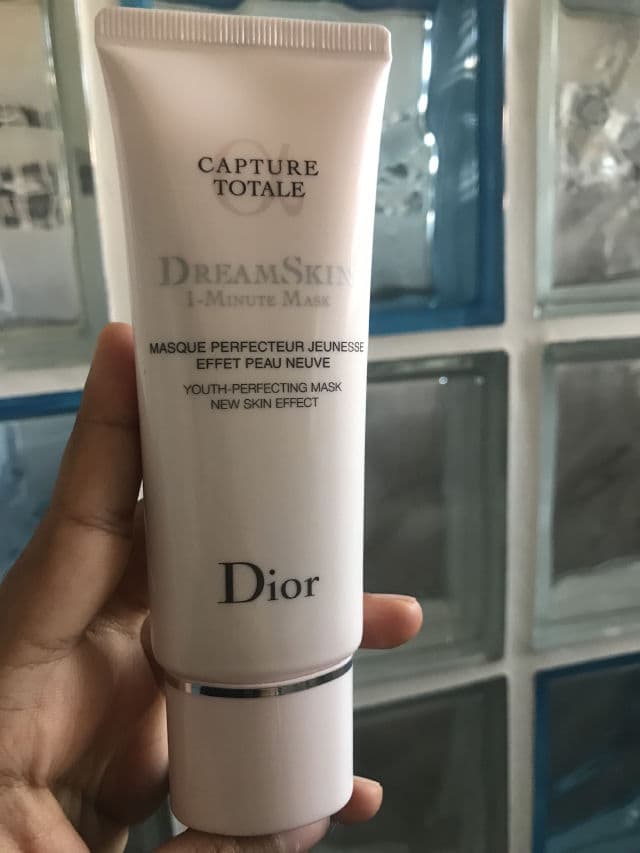 CAPTURE
TOTALE
DREAMSKIN
1-MINUTE MASK
MASQUE PERFECTEUR JEUNESSE
EFFET PEAU NEUVE
YOUTH-PERFECTING MASK
NEW SKIN EFFECT
Dior